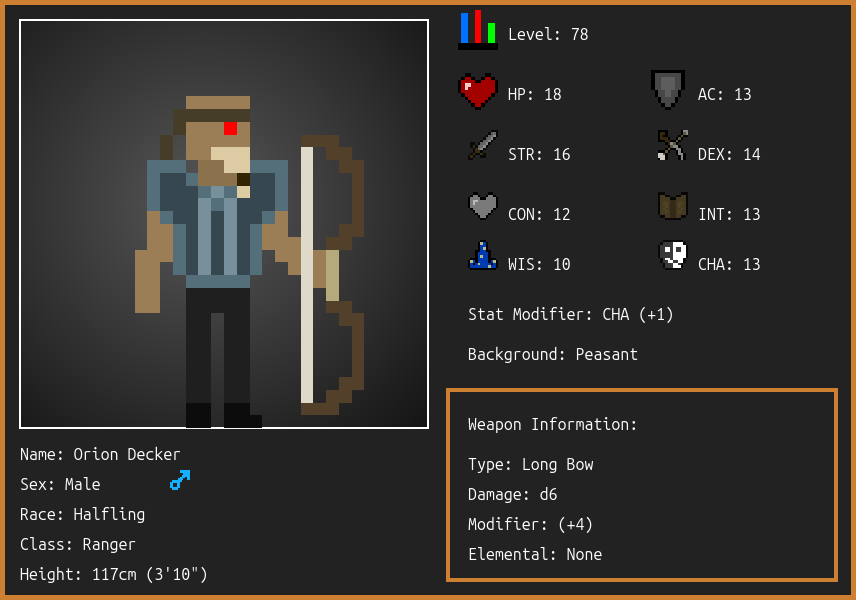 Level: 78
HP: 18
AC: 13
STR: 16
DEX: 14
CON: 12
INT: 13
WIS: 10
CHA: 13
Stat Modifier: CHA (+1)
Background: Peasant
Weapon Information:
Type: Long Bow
Damage: d6
Modifier: (+4)
Elemental: None
Name: Orion Decker
Sex: Male
Race: Halfling
Class: Ranger
Height: 117cm (3'10")